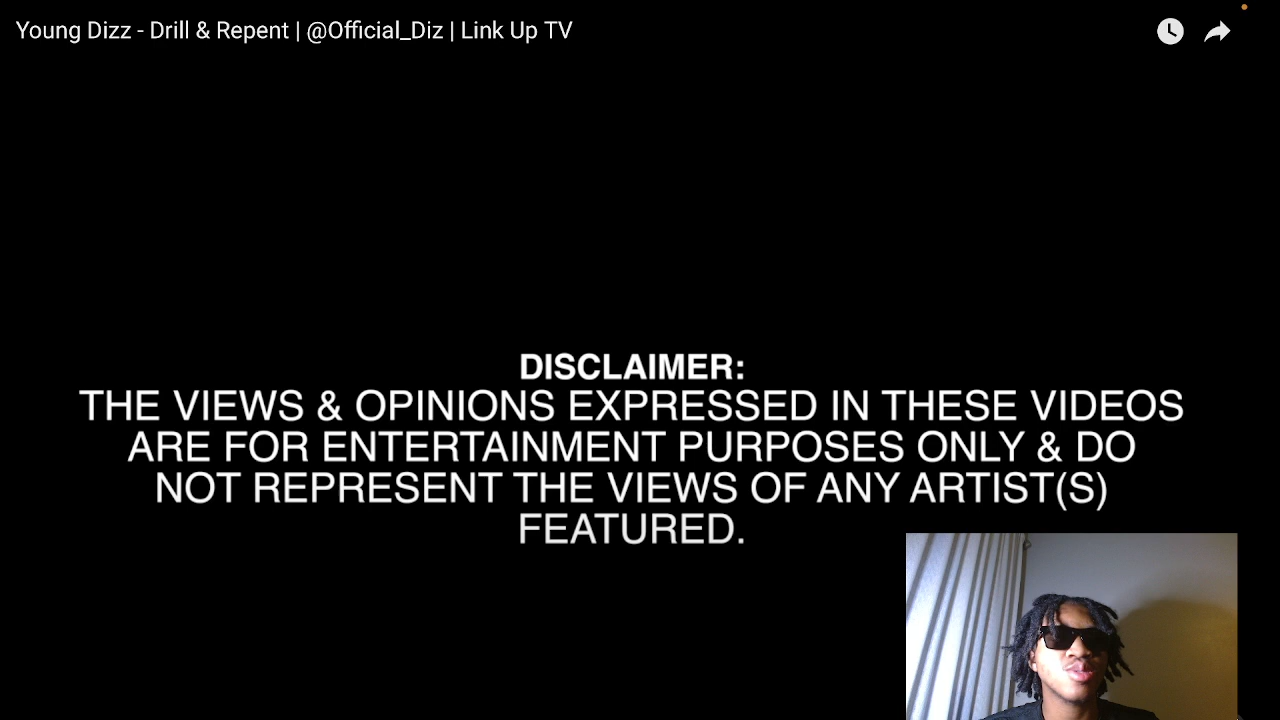 Young Dizz - Drill & Repent | @Official_Diz | Link Up TV
DISCLAIMER:
THE VIEWS & OPINIONS EXPRESSED IN THESE VIDEOS
ARE FOR ENTERTAINMENT PURPOSES ONLY & DO
NOT REPRESENT THE VIEWS OF ANY ARTIST(S)
FEATURED.